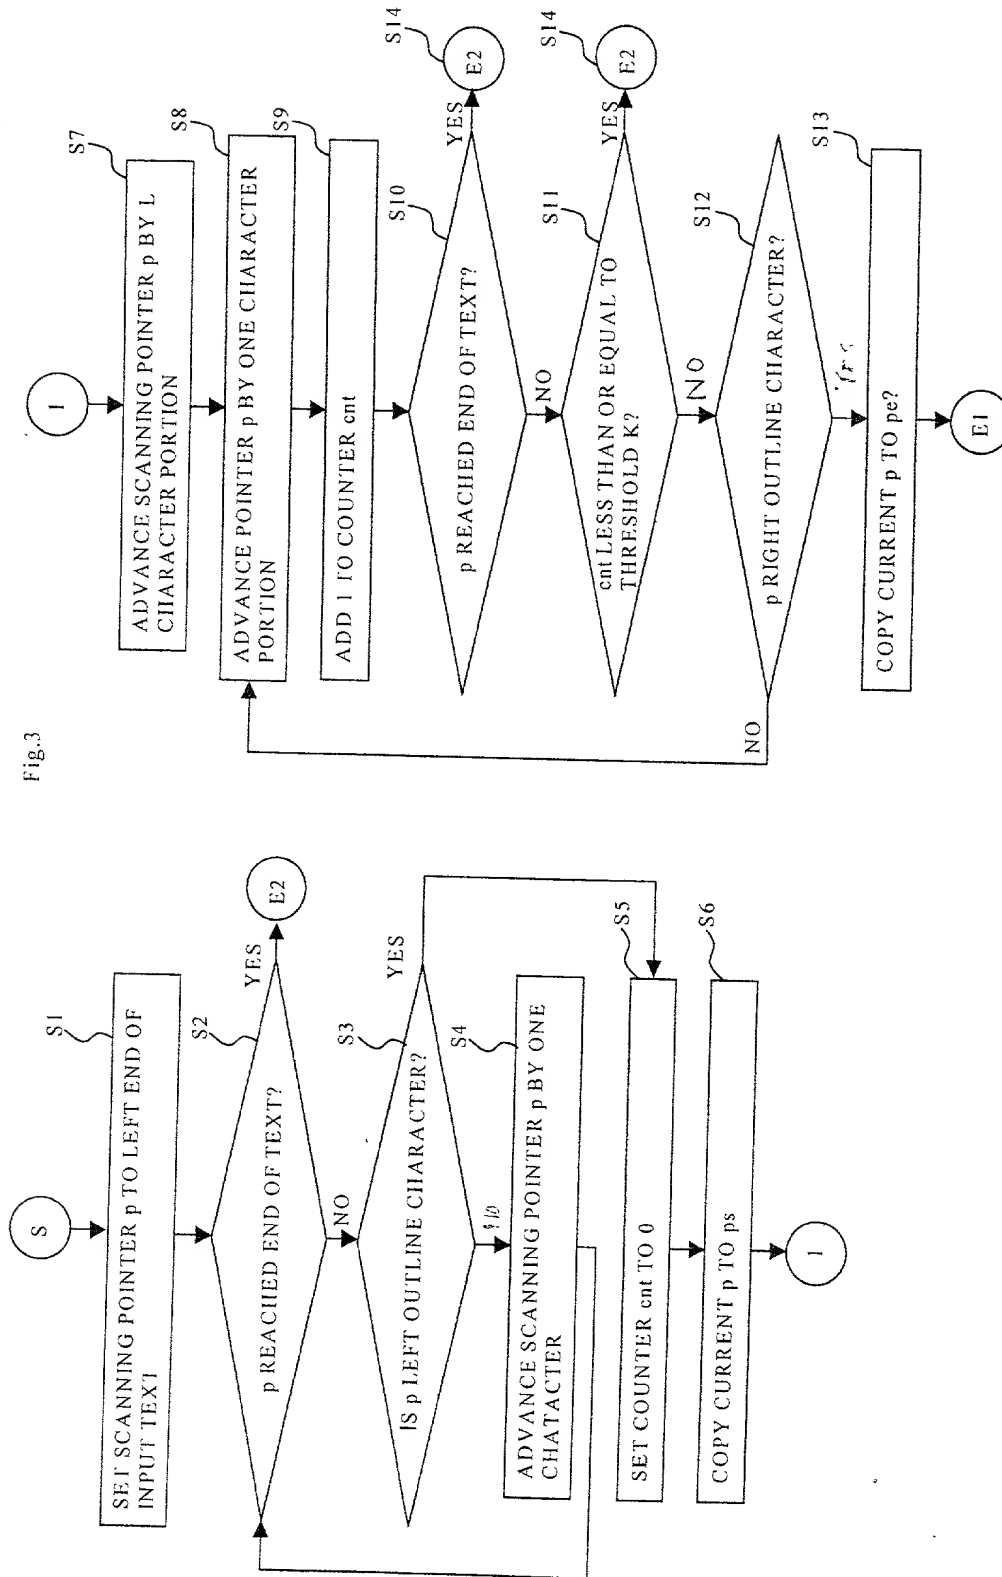 Fig.3
S
S1
SET SCANNING POINTER p TO LEFT END OF
INPUT TEXT
S2
p REACHED END OF TEXT?
YES
E2
NO
S3
IS p LEFT OUTLINE CHARACTER?
YES
NO
S4
ADVANCE SCANNING POINTER p BY ONE
CHATACTER
S5
SET COUNTER cnt TO 0
S6
COPY CURRENT p TO ps
1
1
S7
ADVANCE SCANNING POINTER p BY L
CHARACTER PORTION
S8
ADVANCE POINTER p BY ONE CHARACTER
PORTION
S9
ADD 1 TO COUNTER cnt
S10
p REACHED END OF TEXT?
YES
S14
E2
NO
S11
cnt LESS THAN OR EQUAL TO
THRESHOLD K?
YES
S14
E2
NO
S12
p RIGHT OUTLINE CHARACTER?
NO
Yes
S13
COPY CURRENT p TO pe?
E1